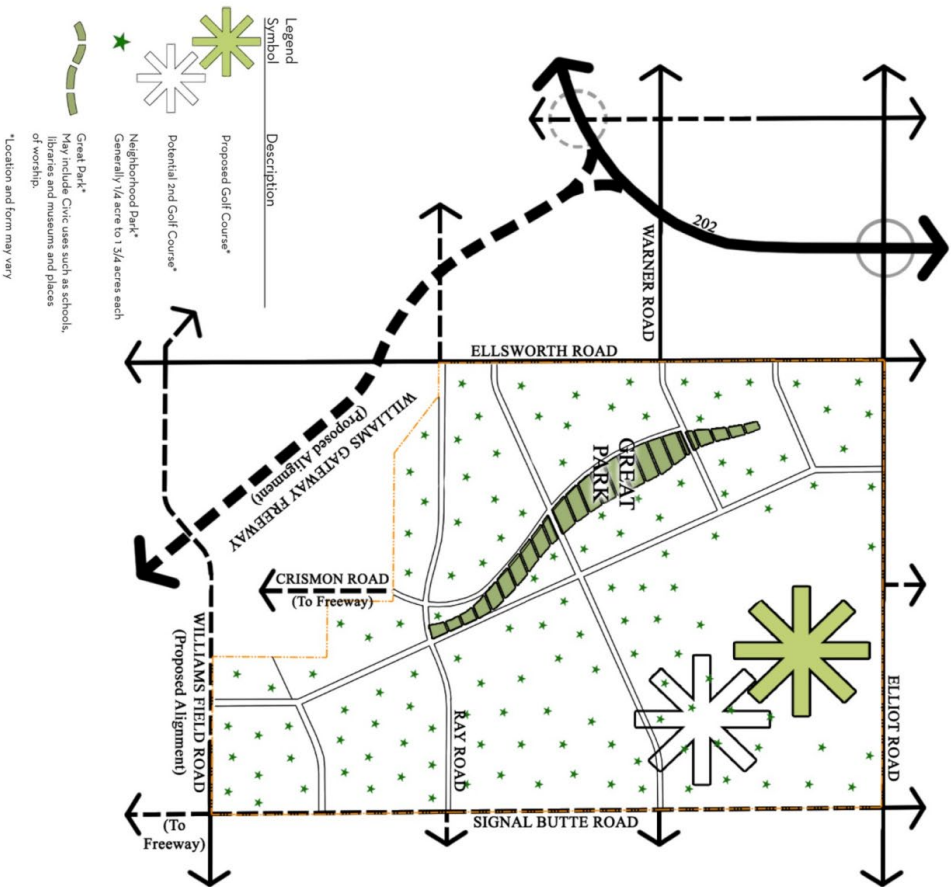 Legend
Symbol
Description
Proposed Golf Course*
Potential 2nd Golf Course*
Neighborhood Park*
Generally 1/4 acre to 1 3/4 acres each
Great Park*
May include Civic uses such as schools,
libraries and museums and places
of worship.
*Location and form may vary
202
WARNER ROAD
ELLSWORTH ROAD
WILLIAMS GATEWAY FREEWAY
(Proposed Alignment)
GREAT
PARK
CRISMON ROAD
(To Freeway)
WILLIAMS FIELD ROAD
(Proposed Alignment)
RAY ROAD
ELLIOT ROAD
SIGNAL BUTTE ROAD
(To
Freeway)